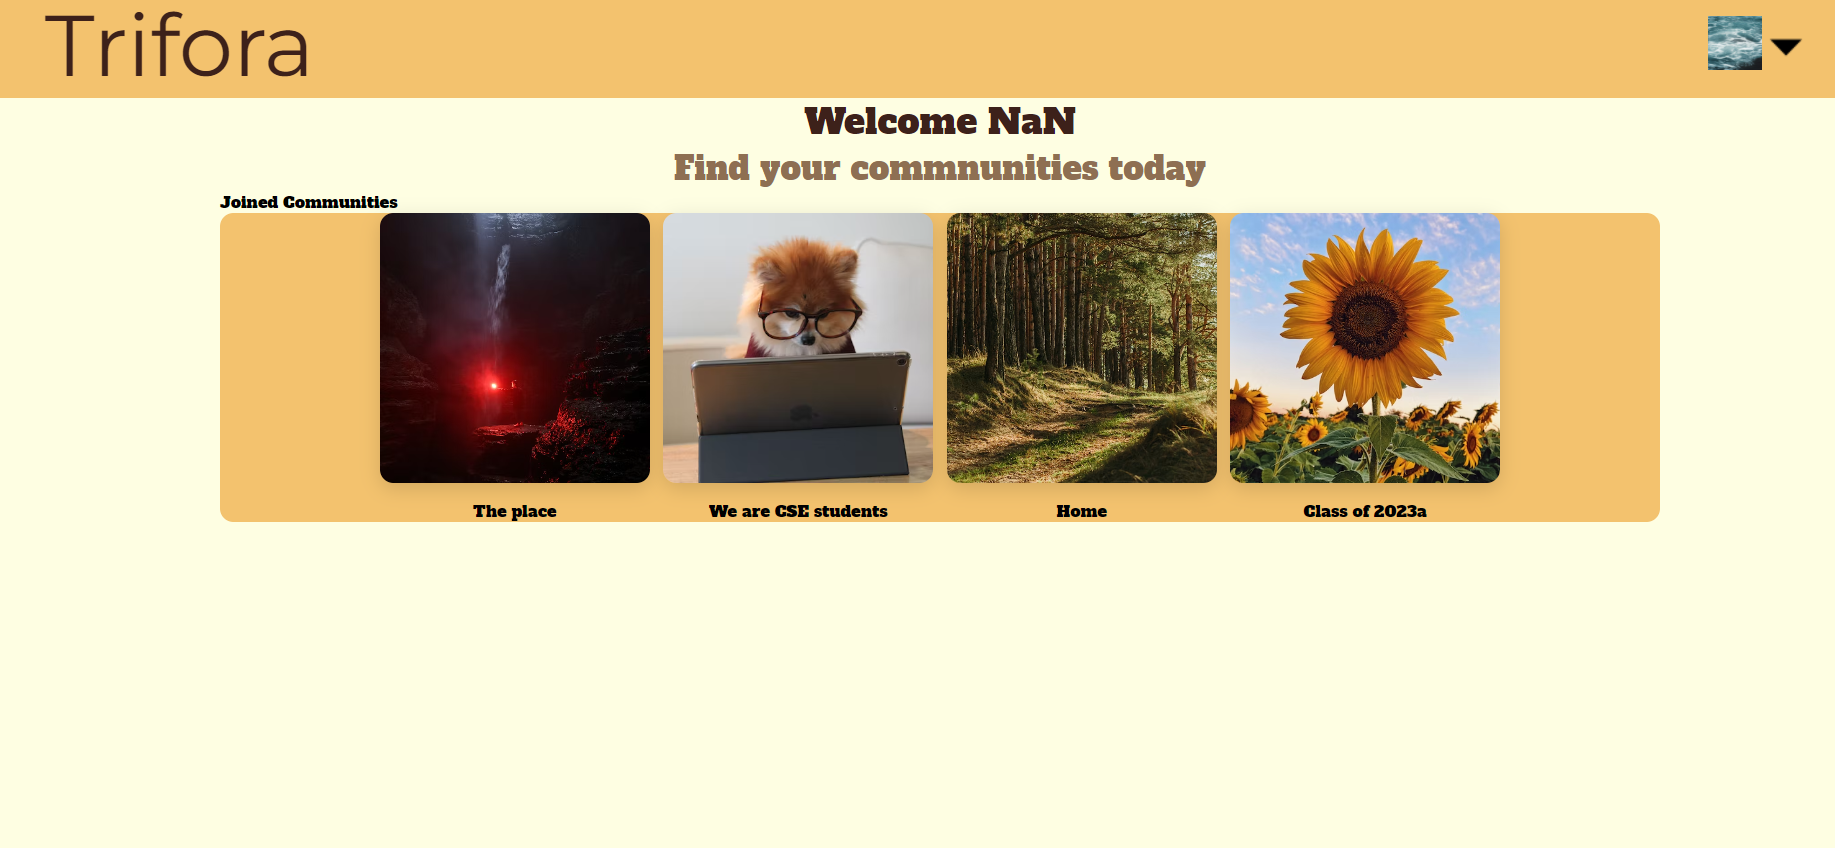 Trifora
Welcome NaN
Find your commnunities today
Joined Communities
The place
We are CSE students
Home
Class of 2023a